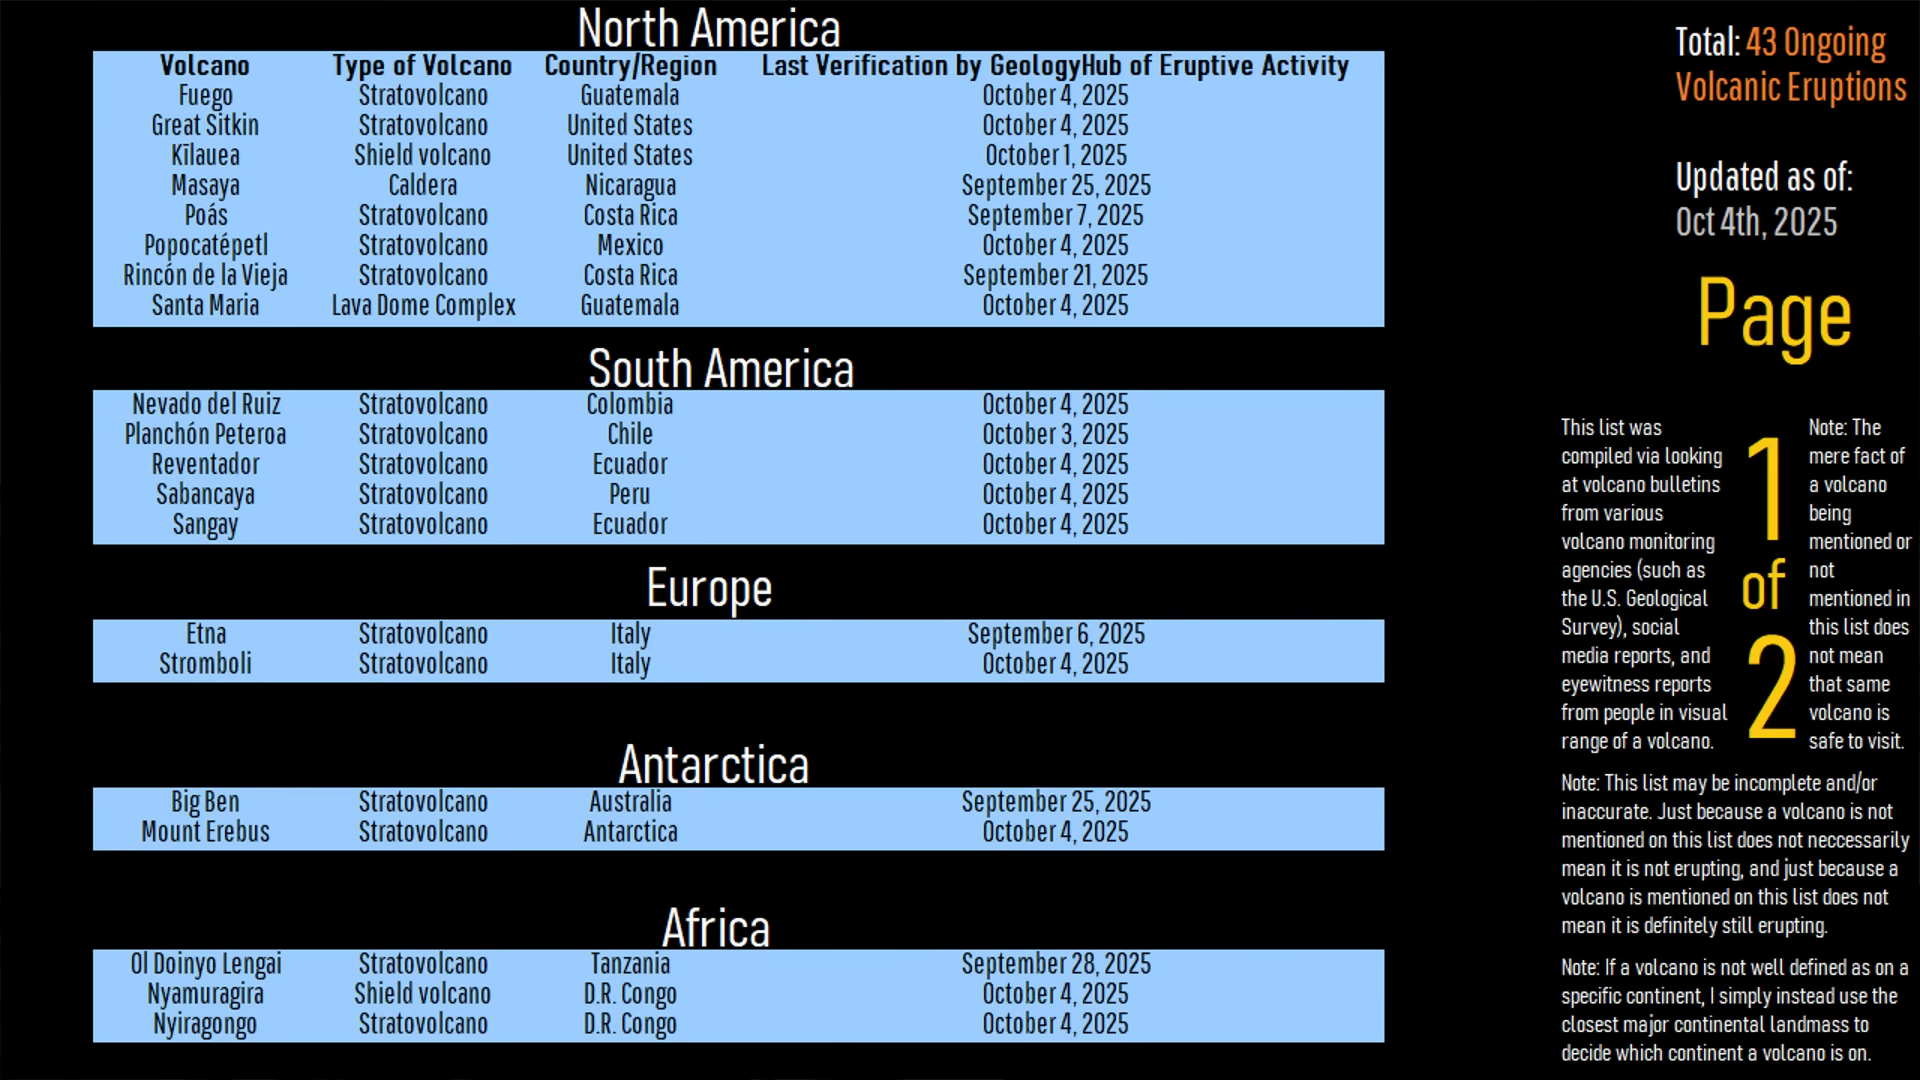 North America
Volcano Type of Volcano Country/Region Last Verification by GeologyHub of Eruptive Activity
Fuego Stratovolcano Guatemala October 4, 2025
Great Sitkin Stratovolcano United States October 4, 2025
Kīlauea Shield volcano United States October 1, 2025
Masaya Caldera Nicaragua September 25, 2025
Poás Stratovolcano Costa Rica September 7, 2025
Popocatépetl Stratovolcano Mexico October 4, 2025
Rincón de la Vieja Stratovolcano Costa Rica September 21, 2025
Santa Maria Lava Dome Complex Guatemala October 4, 2025
South America
Nevado del Ruiz Stratovolcano Colombia October 4, 2025
Planchón Peteroa Stratovolcano Chile October 3, 2025
Reventador Stratovolcano Ecuador October 4, 2025
Sabancaya Stratovolcano Peru October 4, 2025
Sangay Stratovolcano Ecuador October 4, 2025
Europe
Etna Stratovolcano Italy September 6, 2025
Stromboli Stratovolcano Italy October 4, 2025
Antarctica
Big Ben Stratovolcano Australia September 25, 2025
Mount Erebus Stratovolcano Antarctica October 4, 2025
Africa
Ol Doinyo Lengai Stratovolcano Tanzania September 28, 2025
Nyamuragira Shield volcano D.R. Congo October 4, 2025
Nyiragongo Stratovolcano D.R. Congo October 4, 2025
Total: 43 Ongoing
Volcanic Eruptions
Updated as of:
Oct 4th, 2025
Page
1
of
2
This list was
compiled via looking
at volcano bulletins
from various
volcano monitoring
agencies (such as
the U.S. Geological
Survey), social
media reports, and
eyewitness reports
from people in visual
range of a volcano.
Note: The
mere fact of
a volcano
being
mentioned or
not
mentioned in
this list does
not mean
that same
volcano is
safe to visit.
Note: This list may be incomplete and/or
inaccurate. Just because a volcano is not
mentioned on this list does not neccessarily
mean it is not erupting, and just because a
volcano is mentioned on this list does not
mean it is definitely still erupting.
Note: If a volcano is not well defined as on a
specific continent, I simply instead use the
closest major continental landmass to
decide which continent a volcano is on.